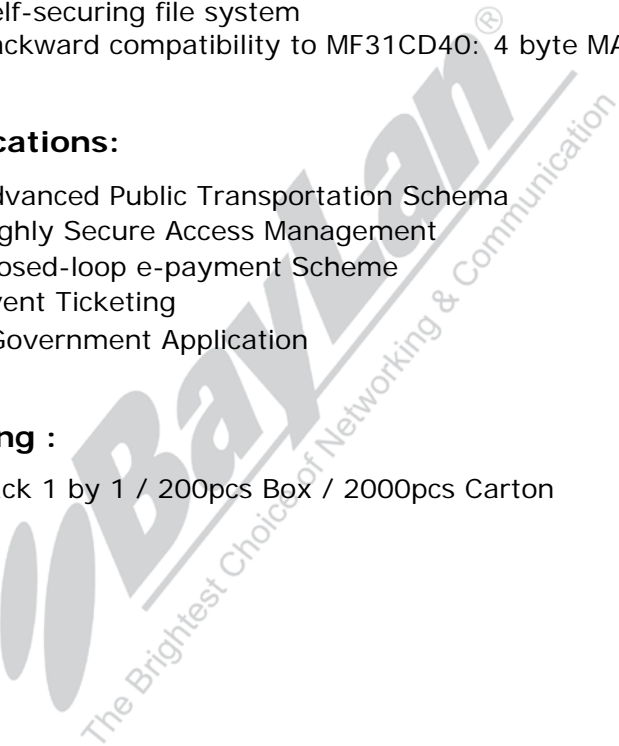 elf-securing file system
ackward compatibility to MF31CD40: 4 byte MA
cations:
dvanced Public Transportation Schema
ghly Secure Access Management
osed-loop e-payment Scheme
vent Ticketing
Government Application
ng :
ck 1 by 1 / 200pcs Box / 2000pcs Carton
BayLan®
The Brightest Choice of Networking & Communication